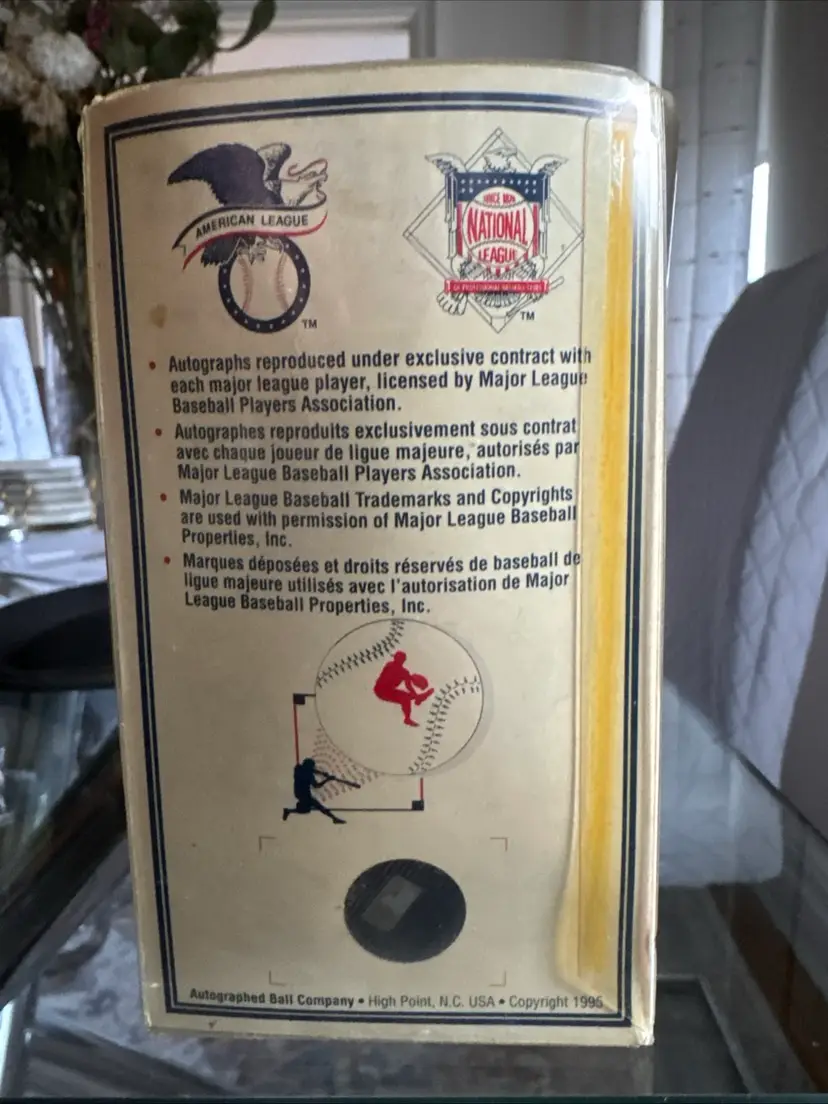 AMERICAN LEAGUE
TM
SINCE 1876
NATIONAL
LEAGUE
OF PROFESSIONAL BASEBALL CLUBS
TM
• Autographs reproduced under exclusive contract with
each major league player, licensed by Major League
Baseball Players Association.
• Autographes reproduits exclusivement sous contrat
avec chaque joueur de ligue majeure, autorisés par
Major League Baseball Players Association.
• Major League Baseball Trademarks and Copyrights
are used with permission of Major League Baseball
Properties, Inc.
• Marques déposées et droits réservés de baseball de
ligue majeure utilisés avec l'autorisation de Major
League Baseball Properties, Inc.
Autographed Ball Company • High Point, N.C. USA • Copyright 1995